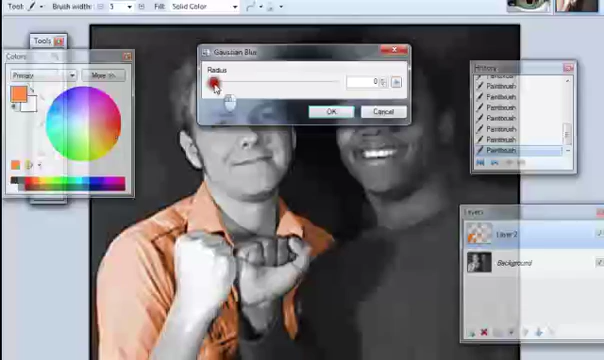 Tool:
Brush width:
Fill:
Solid Color
Tools
Colors
Primary
More
Gaussian Blur
Radius
0
OK
Cancel
History
Paintbrush
Paintbrush
Paintbrush
Paintbrush
Paintbrush
Paintbrush
Paintbrush
Layers
Layer 2
Background